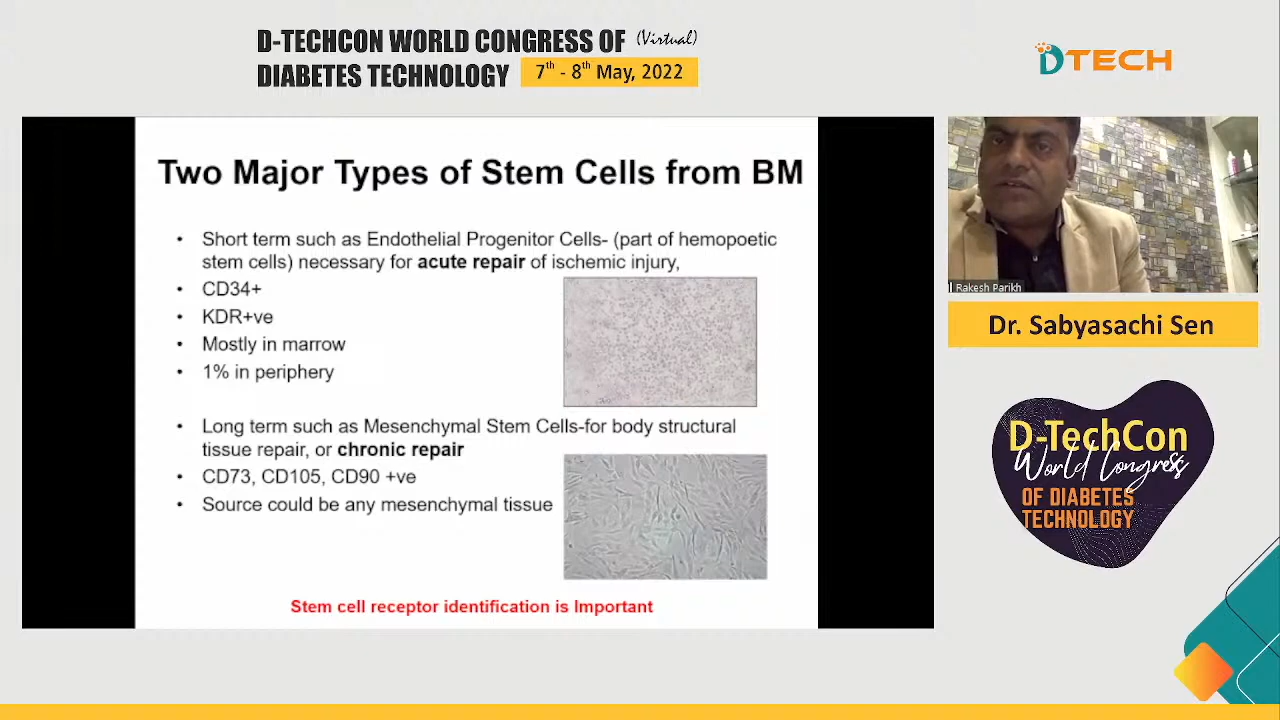 D-TECHCON WORLD CONGRESS OF (Virtual)
DIABETES TECHNOLOGY 7th - 8th May, 2022
DTECH
Two Major Types of Stem Cells from BM
• Short term such as Endothelial Progenitor Cells- (part of hemopoetic
stem cells) necessary for acute repair of ischemic injury,
• CD34+
• KDR+ve
• Mostly in marrow
• 1% in periphery
• Long term such as Mesenchymal Stem Cells-for body structural
tissue repair, or chronic repair
• CD73, CD105, CD90 +ve
• Source could be any mesenchymal tissue
Stem cell receptor identification is Important
Rakesh Parikh
Dr. Sabyasachi Sen
D-TechCon
World Congress
OF DIABETES
TECHNOLOGY